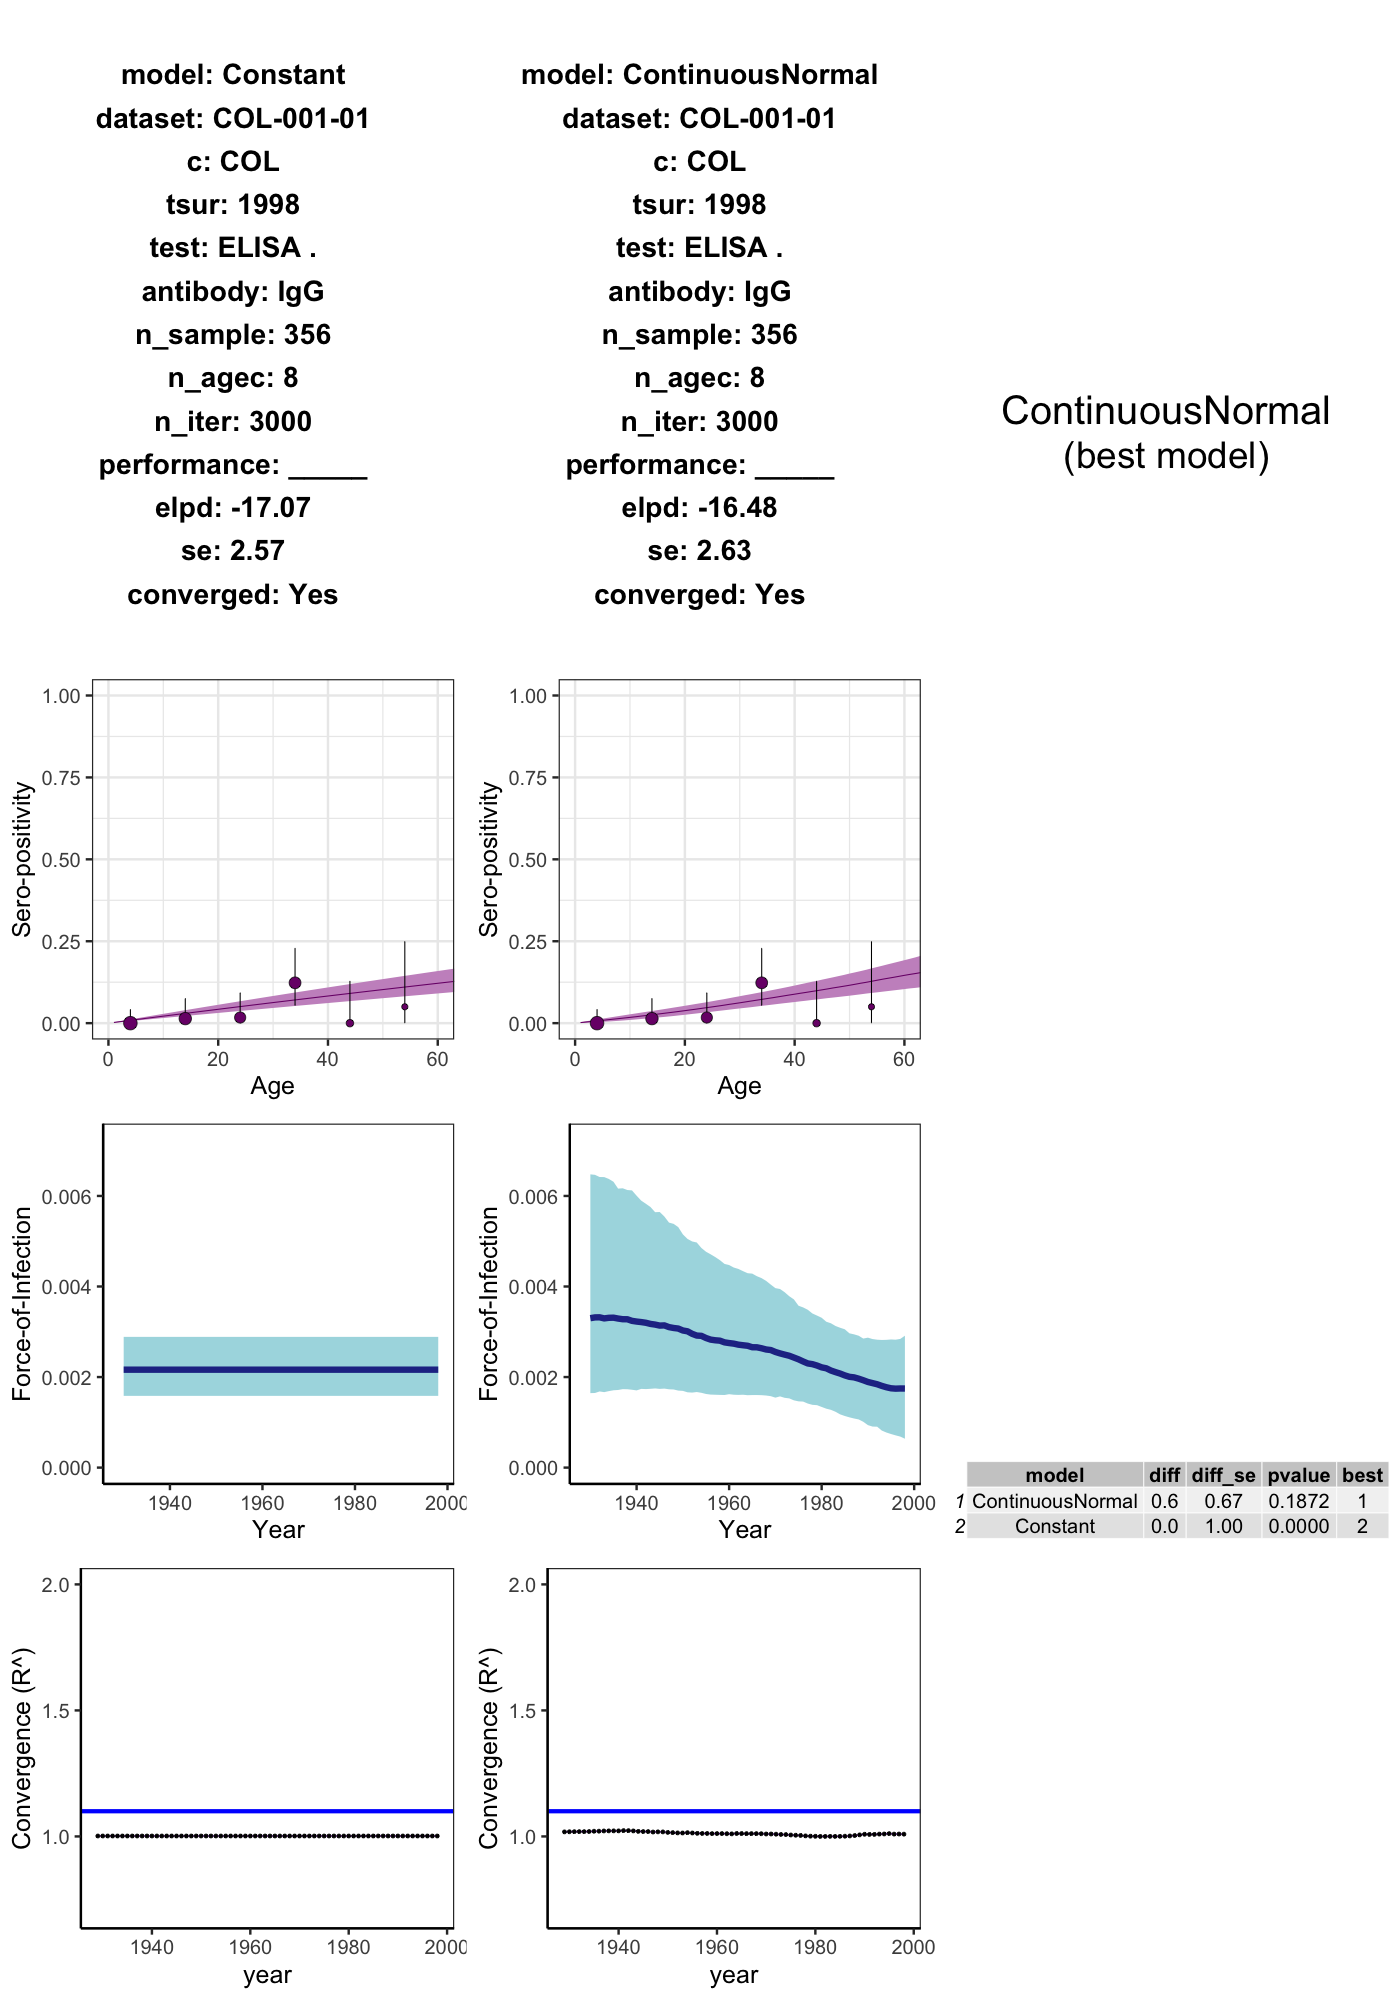 model: Constant
dataset: COL-001-01
c: COL
tsur: 1998
test: ELISA .
antibody: IgG
n_sample: 356
n_agec: 8
n_iter: 3000
performance: _____
elpd: -17.07
se: 2.57
converged: Yes
model: ContinuousNormal
dataset: COL-001-01
c: COL
tsur: 1998
test: ELISA .
antibody: IgG
n_sample: 356
n_agec: 8
n_iter: 3000
performance: _____
elpd: -16.48
se: 2.63
converged: Yes
ContinuousNormal
(best model)
Sero-positivity
1.00
0.75
0.50
0.25
0.00
0 20 40 60
Age
Sero-positivity
1.00
0.75
0.50
0.25
0.00
0 20 40 60
Age
Force-of-Infection
0.006
0.004
0.002
0.000
1940 1960 1980 2000
Year
Force-of-Infection
0.006
0.004
0.002
0.000
1940 1960 1980 2000
Year
model diff diff_se pvalue best
1 ContinuousNormal 0.6 0.67 0.1872 1
2 Constant 0.0 1.00 0.0000 2
Convergence (R^)
2.0
1.5
1.0
1940 1960 1980 2000
year
Convergence (R^)
2.0
1.5
1.0
1940 1960 1980 2000
year